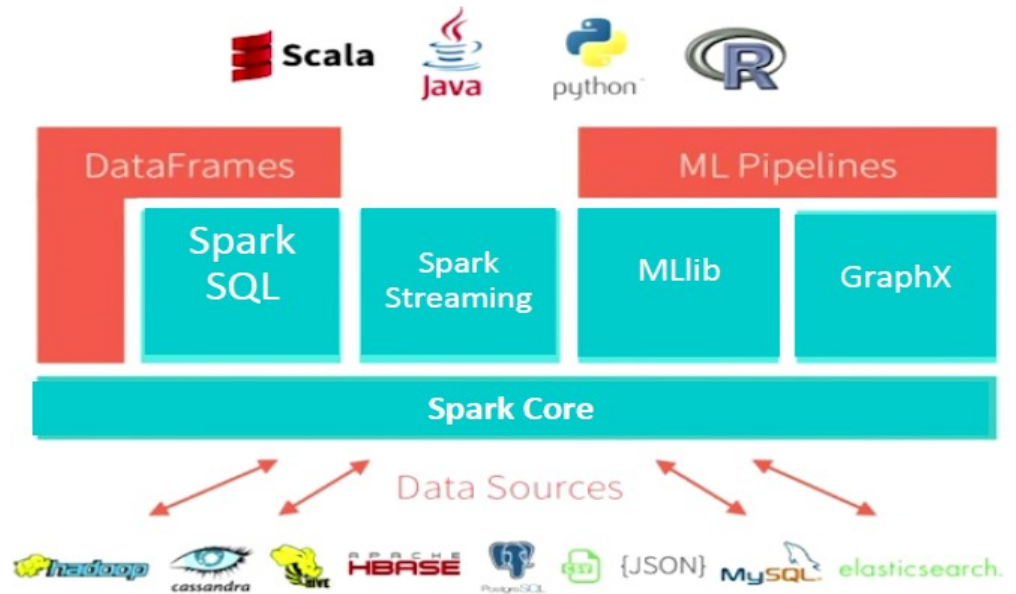 Scala
Java
python
R
DataFrames
ML Pipelines
Spark
SQL
Spark
Streaming
MLlib
GraphX
Spark Core
Data Sources
hadoop
cassandra
HIVE
APACHE
HBASE
PostgreSQL
CSV
{JSON}
MySQL
elasticsearch.